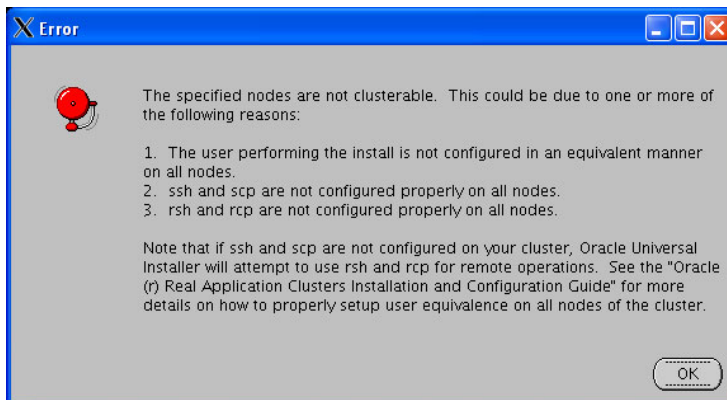 Error
The specified nodes are not clusterable. This could be due to one or more of
the following reasons:
1. The user performing the install is not configured in an equivalent manner
on all nodes.
2. ssh and scp are not configured properly on all nodes.
3. rsh and rcp are not configured properly on all nodes.
Note that if ssh and scp are not configured on your cluster, Oracle Universal
Installer will attempt to use rsh and rcp for remote operations. See the "Oracle
(r) Real Application Clusters Installation and Configuration Guide" for more
details on how to properly setup user equivalence on all nodes of the cluster.
OK